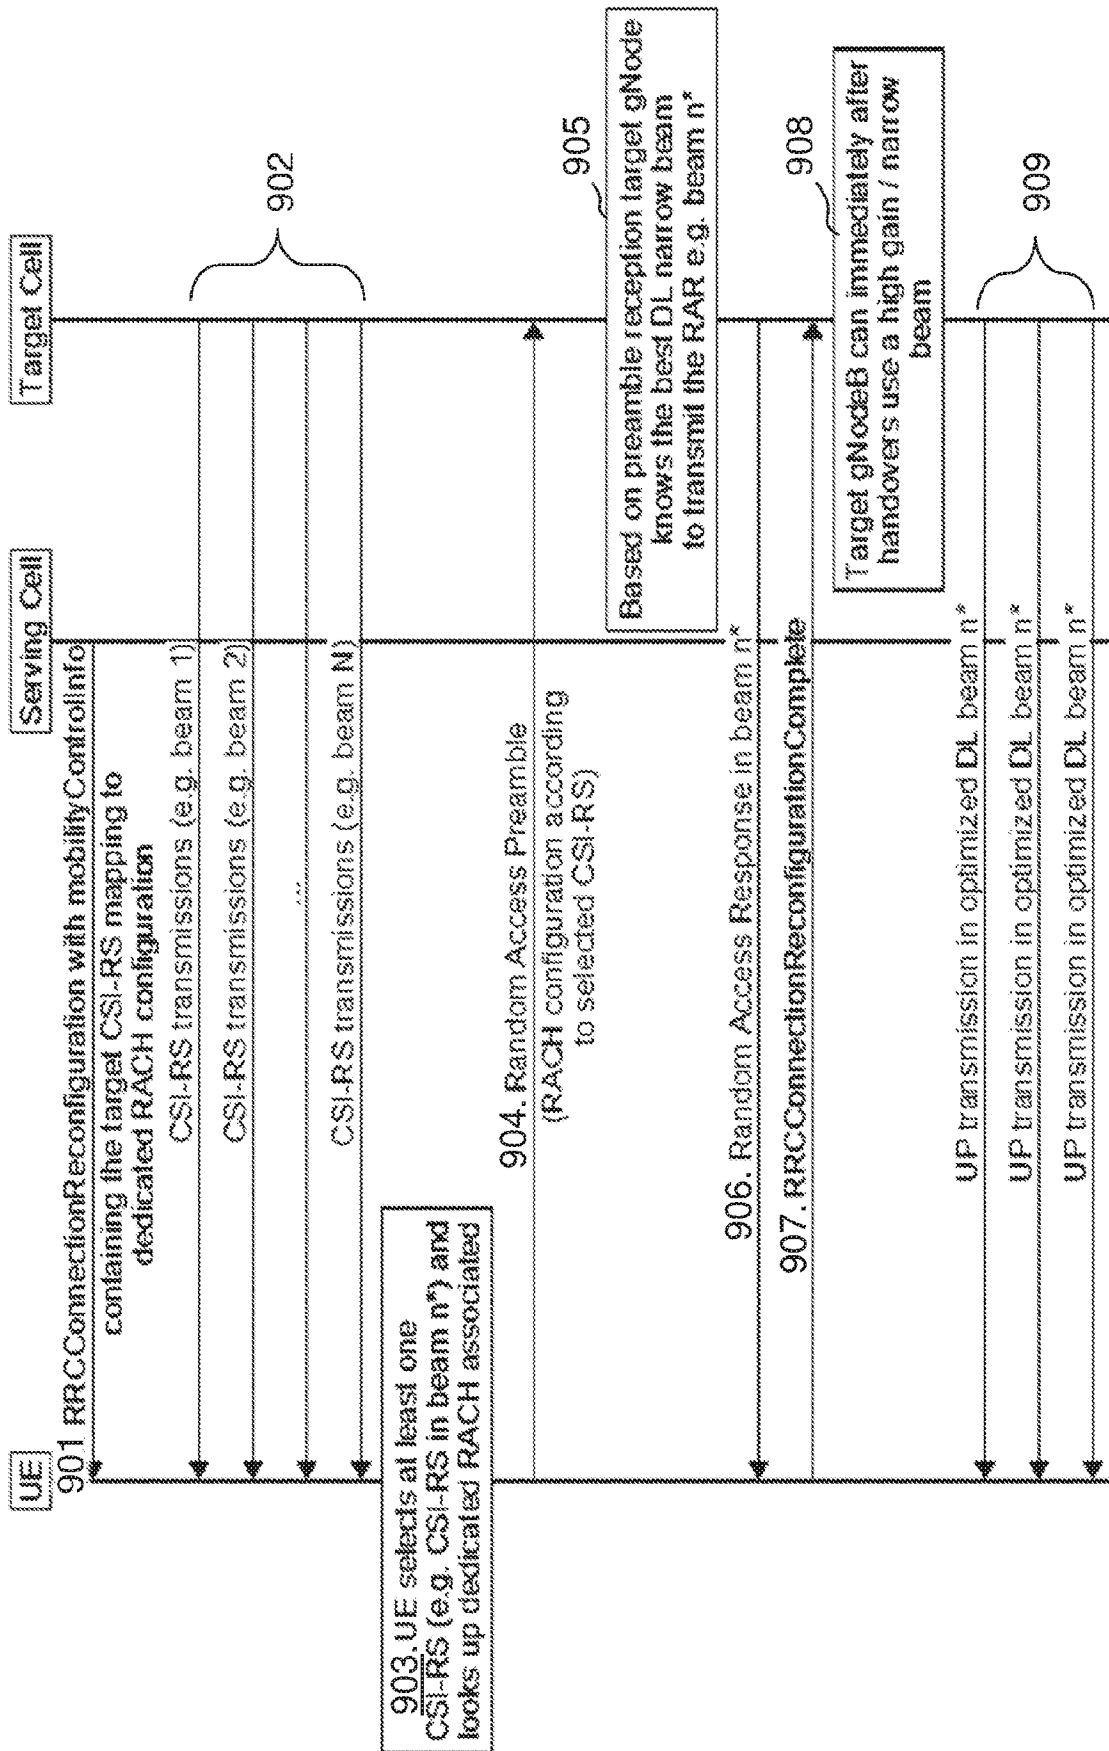 UE
Serving Cell
Target Cell
901 RRCConnectionReconfiguration with mobilityControlInfo
containing the target CSI-RS mapping to
dedicated RACH configuration
CSI-RS transmissions (e.g. beam 1)
CSI-RS transmissions (e.g. beam 2)
...
CSI-RS transmissions (e.g. beam N)
902
903. UE selects at least one
CSI-RS (e.g. CSI-RS in beam n*) and
looks up dedicated RACH associated
904. Random Access Preamble
(RACH configuration according
to selected CSI-RS)
905
Based on preamble reception target gNode
knows the best DL narrow beam
to transmit the RAR e.g. beam n*
906. Random Access Response in beam n*
907. RRCConnectionReconfigurationComplete
908
Target gNodeB can immediately after
handovers use a high gain / narrow
beam
UP transmission in optimized DL beam n*
UP transmission in optimized DL beam n*
UP transmission in optimized DL beam n*
909